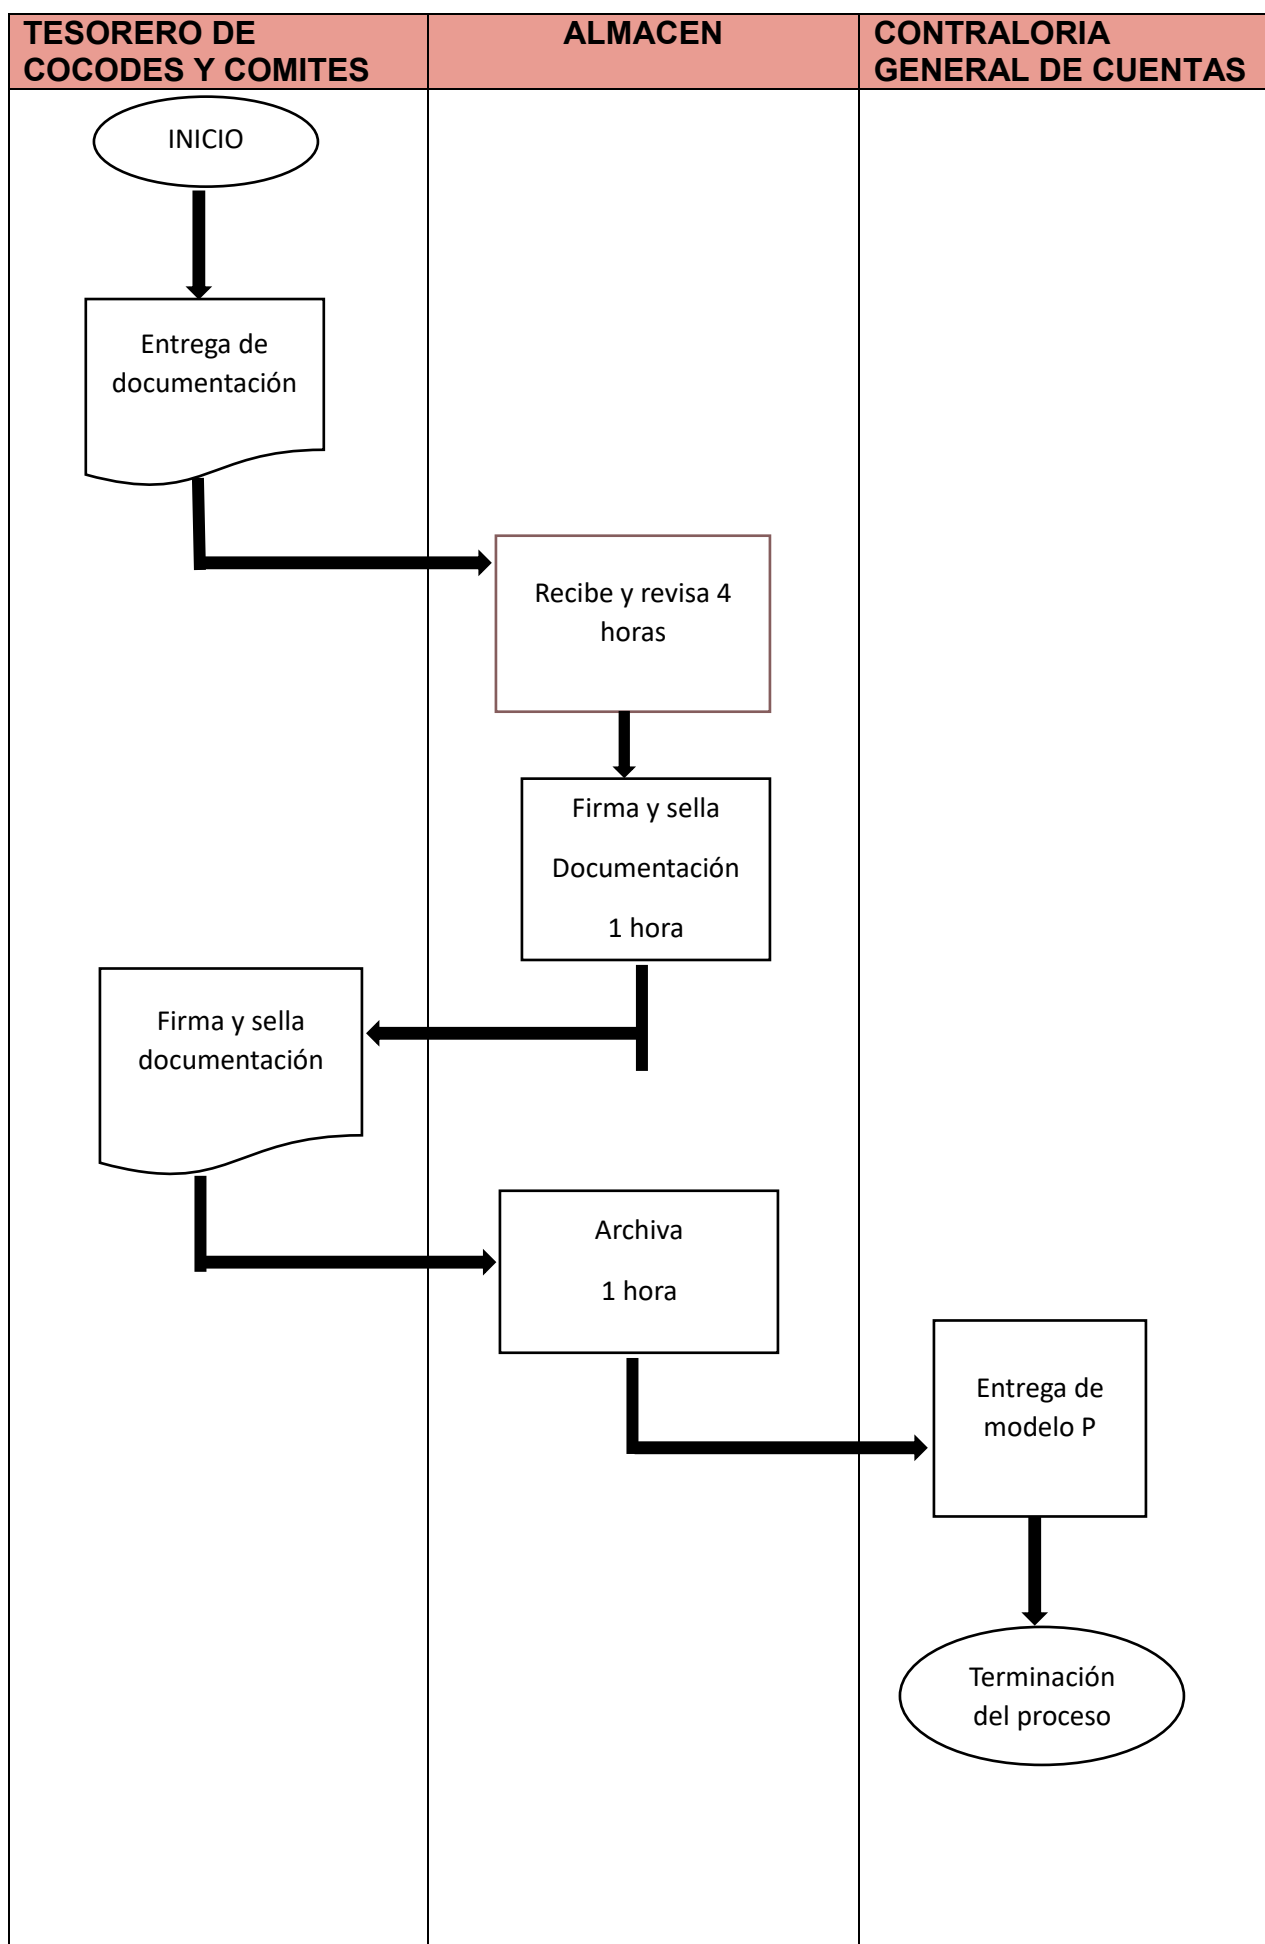 TESORERO DE
COCODES Y COMITES
ALMACEN
CONTRALORIA
GENERAL DE CUENTAS
INICIO
Entrega de
documentación
Recibe y revisa 4
horas
Firma y sella
Documentación
1 hora
Firma y sella
documentación
Archiva
1 hora
Entrega de
modelo P
Terminación
del proceso